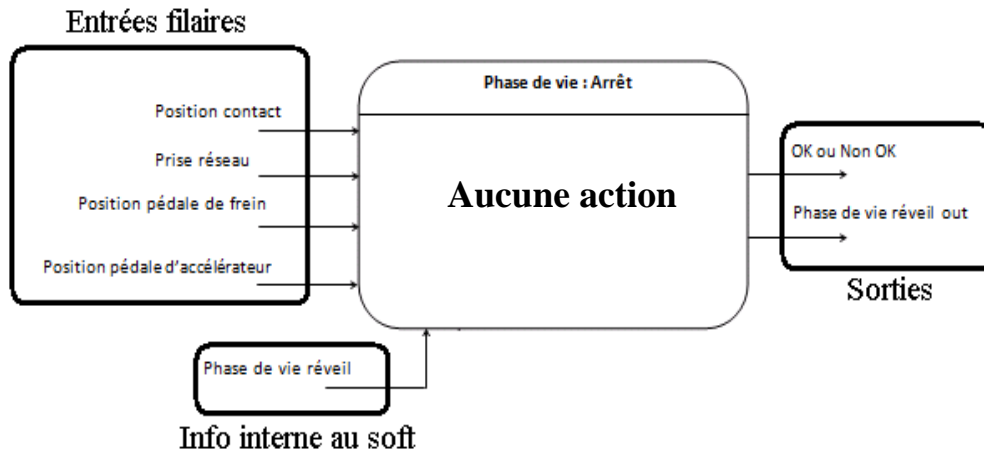 Entrées filaires
Position contact
Prise réseau
Position pédale de frein
Position pédale d'accélérateur
Phase de vie : Arrêt
Aucune action
OK ou Non OK
Phase de vie réveil out
Sorties
Phase de vie réveil
Info interne au soft